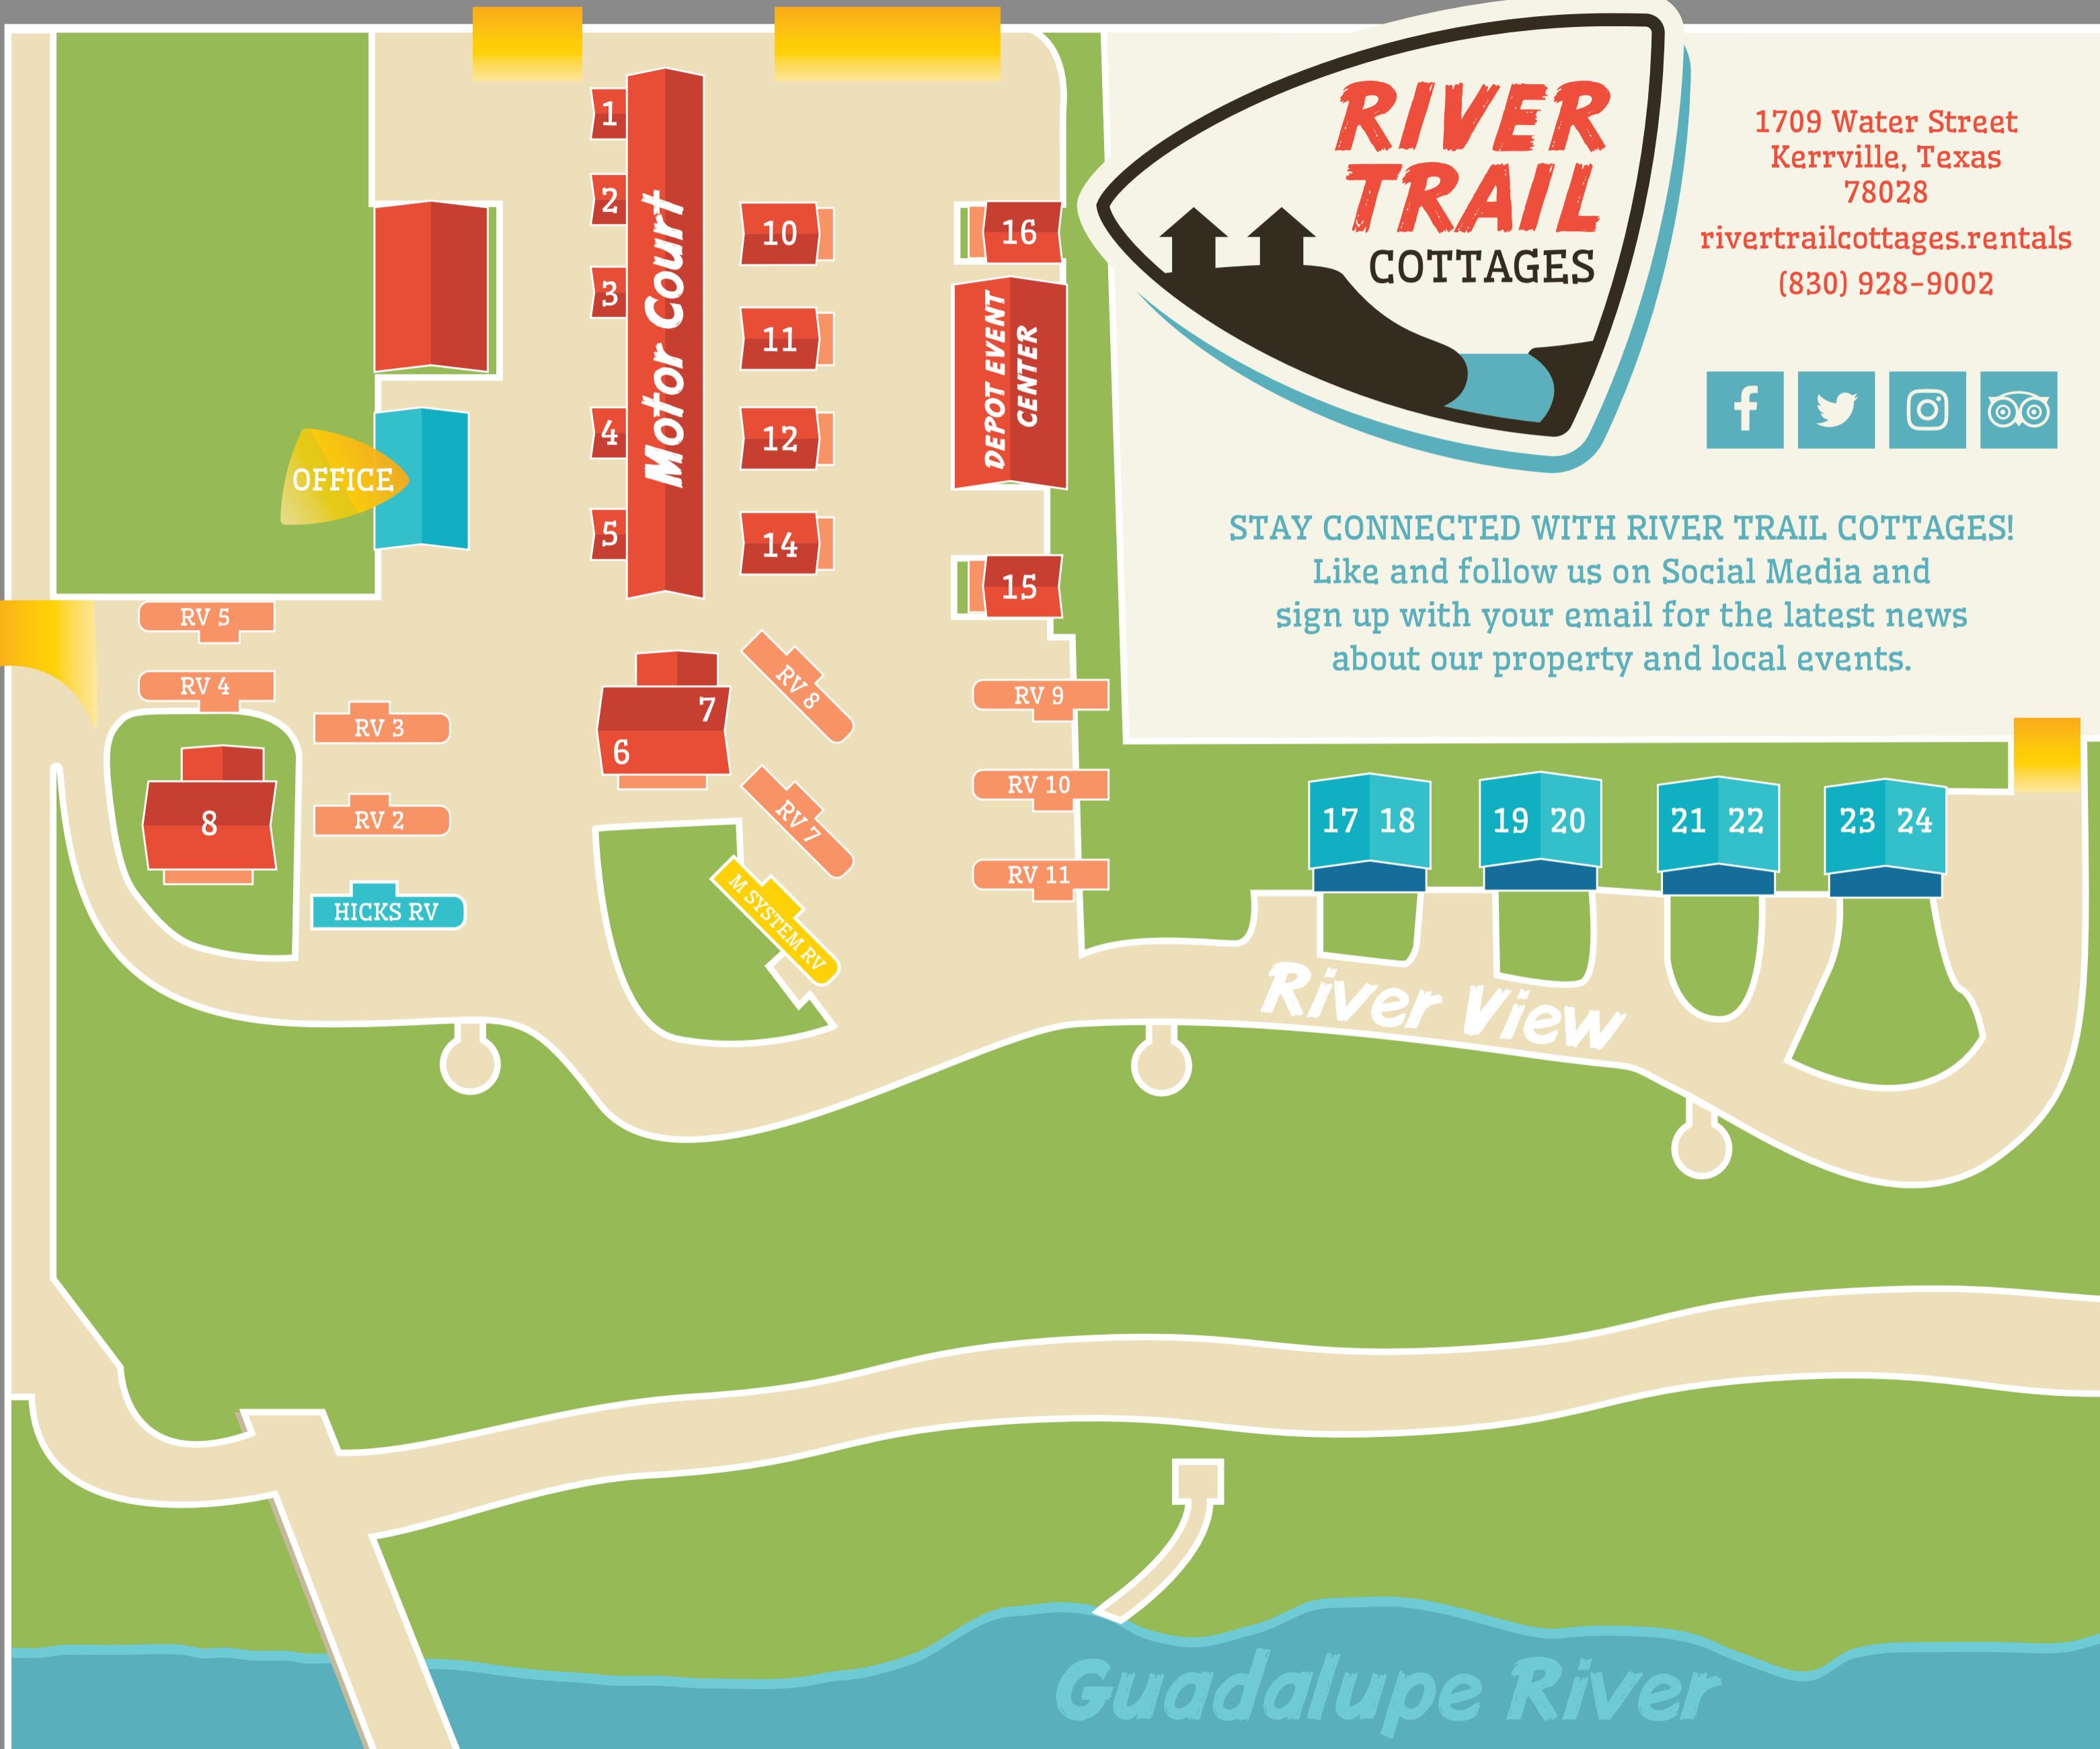 RIVER
TRAIL
COTTAGES
1709 Water Street
Kerrville, Texas
78028
rivertrailcottages.rentals
(830) 928-9002
STAY CONNECTED WITH RIVER TRAIL COTTAGES!
Like and follow us on Social Media and
sign up with your email for the latest news
about our property and local events.
1
2
3
4
5
Motor Court
10
11
12
14
16
DEPOT EVENT
CENTER
15
OFFICE
RV 5
RV 4
RV 3
RV 2
HICKS RV
8
7
6
RV 8
RV 7
M SYSTEM RV
RV 9
RV 10
RV 11
17 18
19 20
21 22
23 24
River View
Guadalupe River